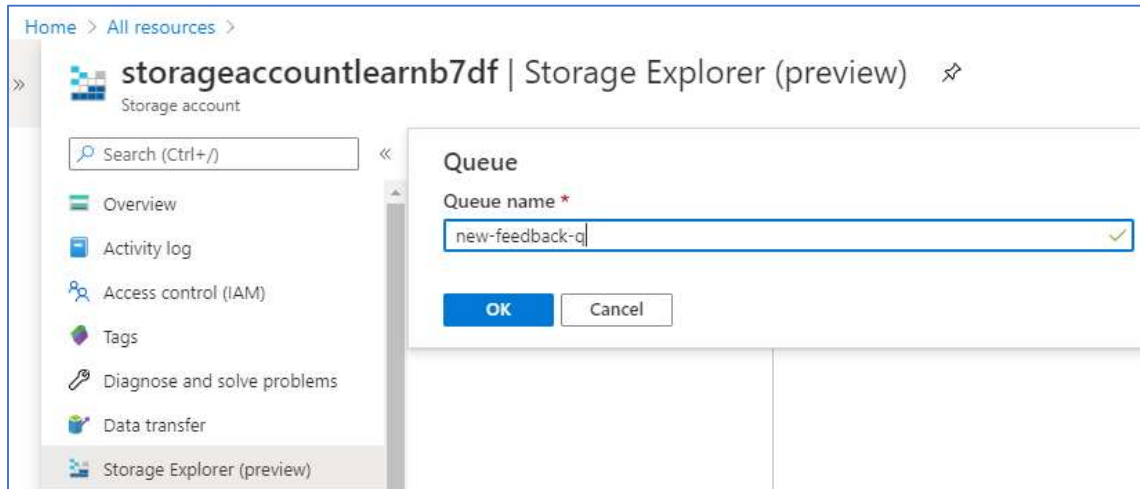 Home > All resources >
storageaccountlearnb7df | Storage Explorer (preview)
Storage account
Search (Ctrl+/)
Overview
Activity log
Access control (IAM)
Tags
Diagnose and solve problems
Data transfer
Storage Explorer (preview)
Queue
Queue name *
new-feedback-q
OK Cancel